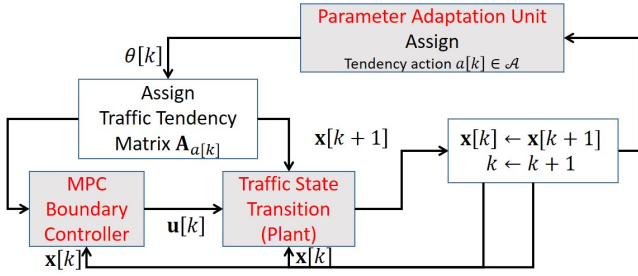 Parameter Adaptation Unit
Assign
Tendency action a[k] ∈ 𝒜
θ[k]
Assign
Traffic Tendency
Matrix A_{a[k]}
x[k + 1]
x[k] ← x[k + 1]
k ← k + 1
MPC
Boundary
Controller
u[k]
Traffic State
Transition
(Plant)
x[k]
x[k]